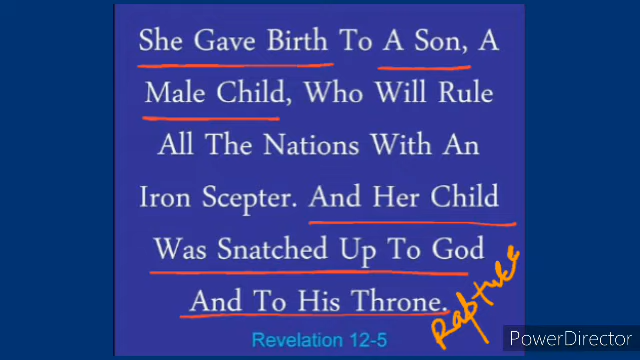 She Gave Birth To A Son, A
Male Child, Who Will Rule
All The Nations With An
Iron Scepter. And Her Child
Was Snatched Up To God
And To His Throne.
Rapture
Revelation 12-5
PowerDirector